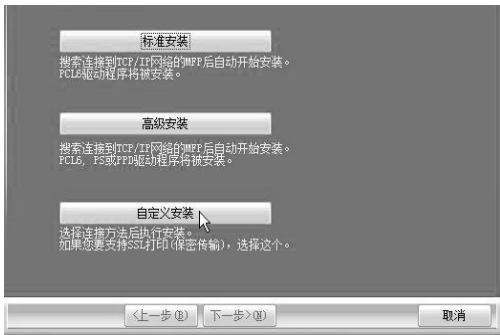 标准安装
搜索连接到TCP/IP网络的MFP后自动开始安装。
PCL6驱动程序将被安装。
高级安装
搜索连接到TCP/IP网络的MFP后自动开始安装。
PCL6, PS或PPD驱动程序将被安装。
自定义安装
选择连接方法后执行安装。
如果您要支持SSL打印(保密传输), 选择这个。
<上一步(B) 下一步>(N) 取消